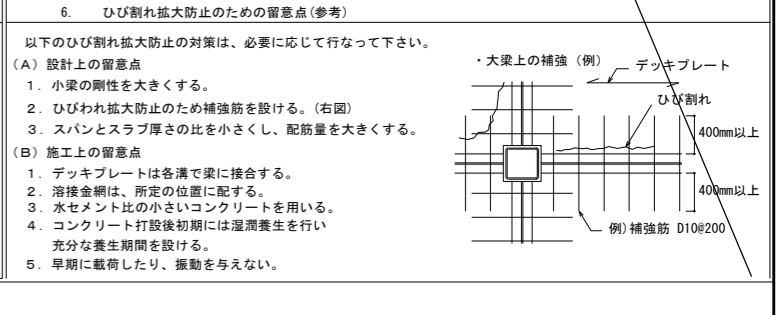 6. ひび割れ拡大防止のための留意点(参考)
以下のひび割れ拡大防止の対策は、必要に応じて行なって下さい。
(A)設計上の留意点
1．小梁の剛性を大きくする。
2．ひびわれ拡大防止のため補強筋を設ける。(右図)
3．スパンとスラブ厚さの比を小さくし、配筋量を大きくする。
(B)施工上の留意点
1．デッキプレートは各溝で梁に接合する。
2．溶接金網は、所定の位置に配する。
3．水セメント比の小さいコンクリートを用いる。
4．コンクリート打設後初期には湿潤養生を行い
充分な養生期間を設ける。
5．早期に載荷したり、振動を与えない。
・大梁上の補強（例）
デッキプレート
ひび割れ
400mm以上
400mm以上
例)補強筋 D10@200